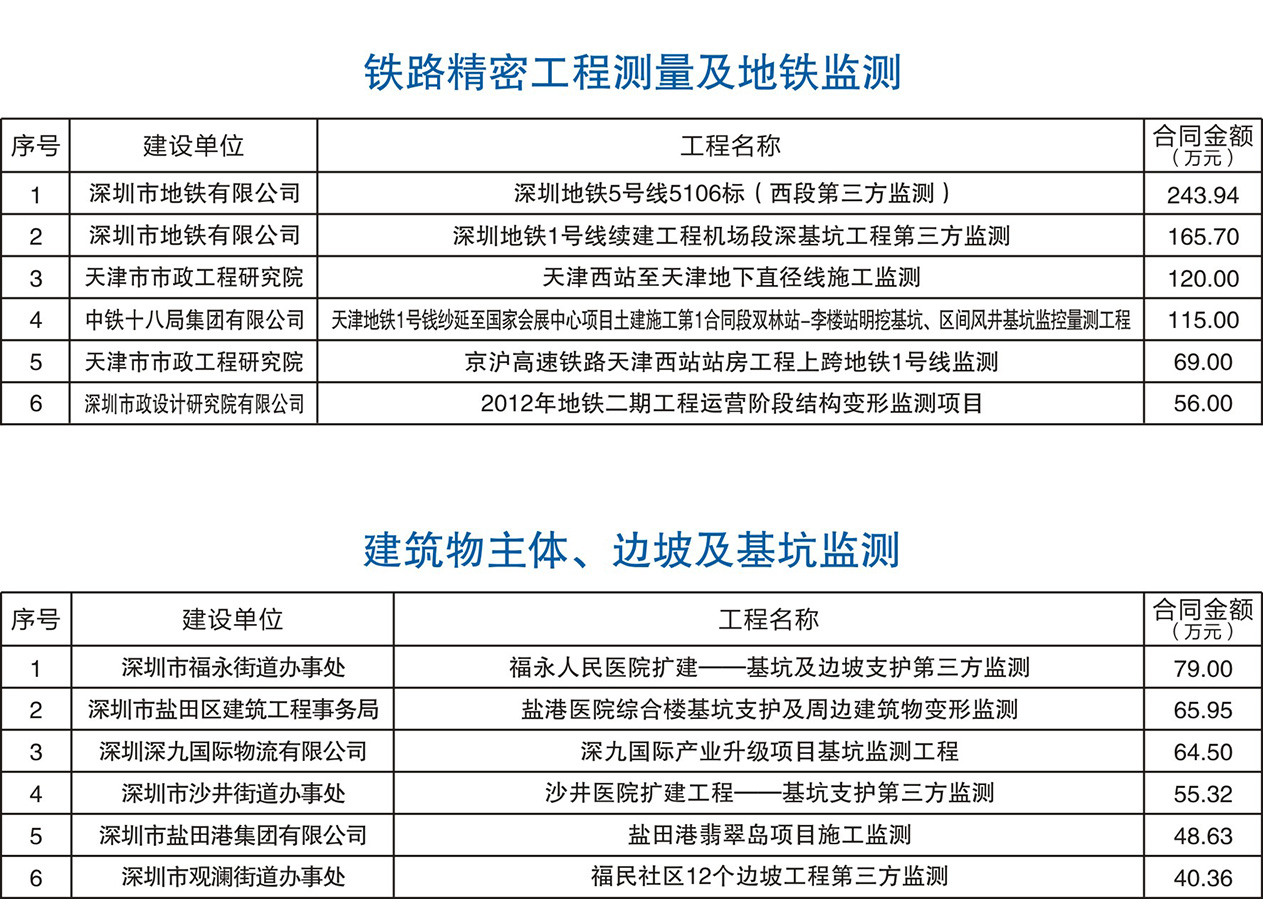 铁路精密工程测量及地铁监测
序号 建设单位 工程名称 合同金额
（万元）
1 深圳市地铁有限公司 深圳地铁5号线5106标（西段第三方监测） 243.94
2 深圳市地铁有限公司 深圳地铁1号线续建工程机场段深基坑工程第三方监测 165.70
3 天津市市政工程研究院 天津西站至天津地下直径线施工监测 120.00
4 中铁十八局集团有限公司 天津地铁1号钱纱延至国家会展中心项目土建施工第1合同段双林站-李楼站明挖基坑、区间风井基坑监控量测工程 115.00
5 天津市市政工程研究院 京沪高速铁路天津西站站房工程上跨地铁1号线监测 69.00
6 深圳市政设计研究院有限公司 2012年地铁二期工程运营阶段结构变形监测项目 56.00
建筑物主体、边坡及基坑监测
序号 建设单位 工程名称 合同金额
（万元）
1 深圳市福永街道办事处 福永人民医院扩建——基坑及边坡支护第三方监测 79.00
2 深圳市盐田区建筑工程事务局 盐港医院综合楼基坑支护及周边建筑物变形监测 65.95
3 深圳深九国际物流有限公司 深九国际产业升级项目基坑监测工程 64.50
4 深圳市沙井街道办事处 沙井医院扩建工程——基坑支护第三方监测 55.32
5 深圳市盐田港集团有限公司 盐田港翡翠岛项目施工监测 48.63
6 深圳市观澜街道办事处 福民社区12个边坡工程第三方监测 40.36